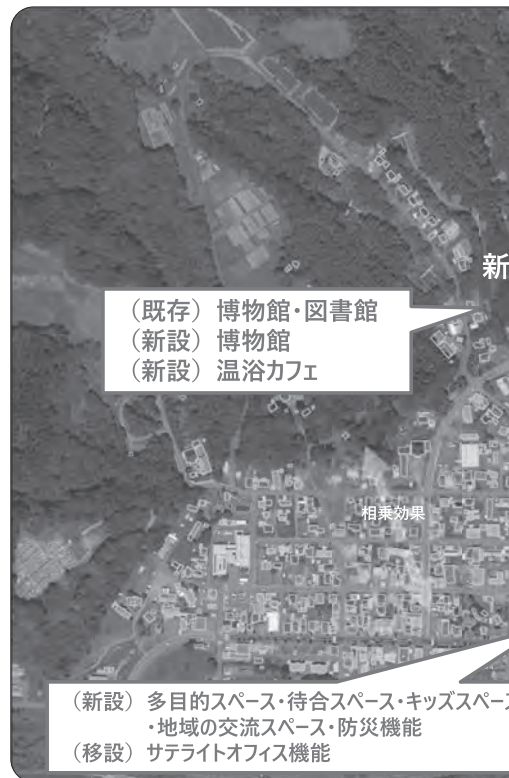 新
（既存）博物館・図書館
（新設）博物館
（新設）温浴カフェ
相乗効果
（新設）多目的スペース・待合スペース・キッズスペース
・地域の交流スペース・防災機能
（移設）サテライトオフィス機能